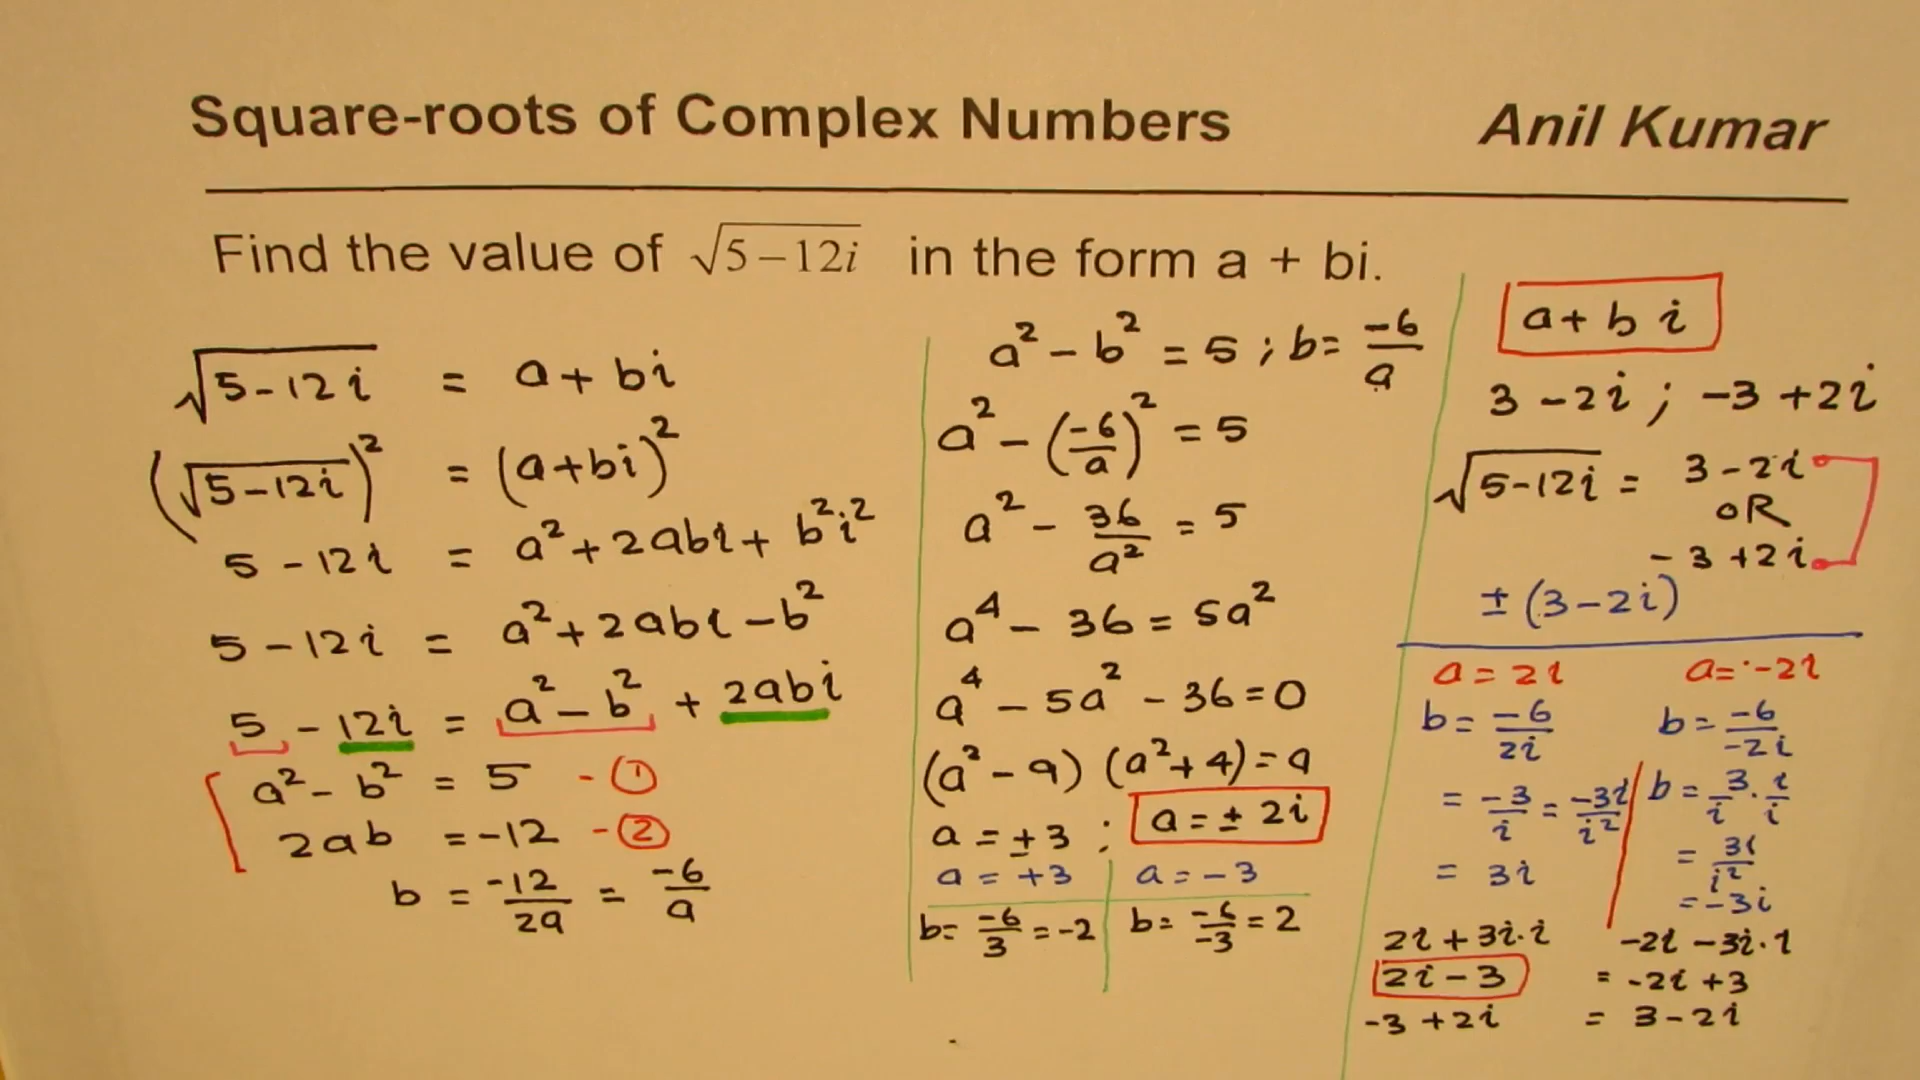 Square-roots of Complex Numbers
Anil Kumar
Find the value of √5−12i in the form a + bi.
√5-12i = a+bi
(√5-12i)² = (a+bi)²
5-12i = a²+2abi+b²i²
5-12i = a²+2abi-b²
5-12i = a²-b²+2abi
a²-b² = 5 -①
2ab = -12 -②
b = -12/2a = -6/a
a²-b² = 5 ; b= -6/a
a²-(-6/a)² = 5
a² - 36/a² = 5
a⁴-36 = 5a²
a⁴-5a²-36=0
(a²-9)(a²+4)=9
a=±3 ; a=±2i
a=+3
b= -6/3 =-2
a=-3
b= -6/-3 =2
a+bi
3-2i ; -3+2i
√5-12i = 3-2i
OR
-3+2i
±(3-2i)
a=2i
b= -6/2i
= -3/i = -3i/i²
= 3i
2i+3i·i
2i-3
-3+2i
a=-2i
b= -6/-2i
b= 3/i · i/i
= 3i/i²
=-3i
-2i-3i·i
= -2i+3
= 3-2i